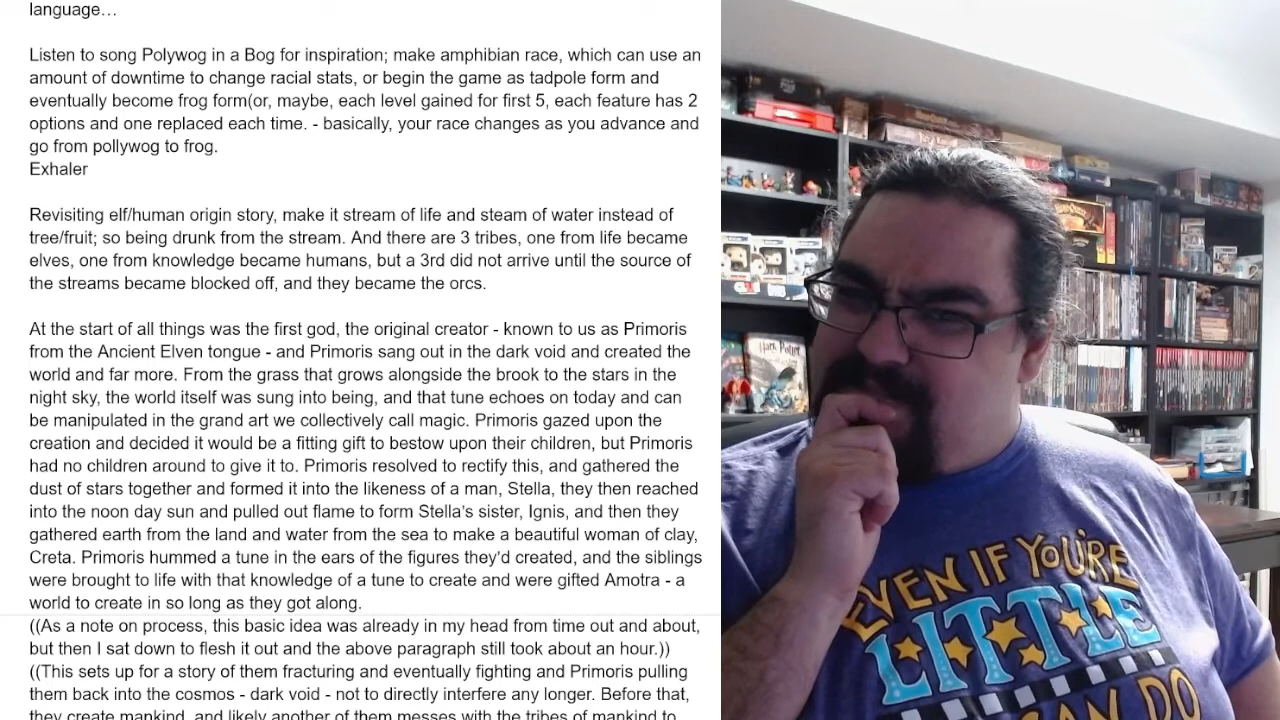 language…
Listen to song Polywog in a Bog for inspiration; make amphibian race, which can use an
amount of downtime to change racial stats, or begin the game as tadpole form and
eventually become frog form(or, maybe, each level gained for first 5, each feature has 2
options and one replaced each time. - basically, your race changes as you advance and
go from pollywog to frog.
Exhaler
Revisiting elf/human origin story, make it stream of life and steam of water instead of
tree/fruit; so being drunk from the stream. And there are 3 tribes, one from life became
elves, one from knowledge became humans, but a 3rd did not arrive until the source of
the streams became blocked off, and they became the orcs.
At the start of all things was the first god, the original creator - known to us as Primoris
from the Ancient Elven tongue - and Primoris sang out in the dark void and created the
world and far more. From the grass that grows alongside the brook to the stars in the
night sky, the world itself was sung into being, and that tune echoes on today and can
be manipulated in the grand art we collectively call magic. Primoris gazed upon the
creation and decided it would be a fitting gift to bestow upon their children, but Primoris
had no children around to give it to. Primoris resolved to rectify this, and gathered the
dust of stars together and formed it into the likeness of a man, Stella, they then reached
into the noon day sun and pulled out flame to form Stella's sister, Ignis, and then they
gathered earth from the land and water from the sea to make a beautiful woman of clay,
Creta. Primoris hummed a tune in the ears of the figures they'd created, and the siblings
were brought to life with that knowledge of a tune to create and were gifted Amotra - a
world to create in so long as they got along.
((As a note on process, this basic idea was already in my head from time out and about,
but then I sat down to flesh it out and the above paragraph still took about an hour.))
((This sets up for a story of them fracturing and eventually fighting and Primoris pulling
them back into the cosmos - dark void - not to directly interfere any longer. Before that,
they create mankind, and likely another of them messes with the tribes of mankind to
Harry Potter
EVEN IF YOU'RE
LITTLE
CAN DO